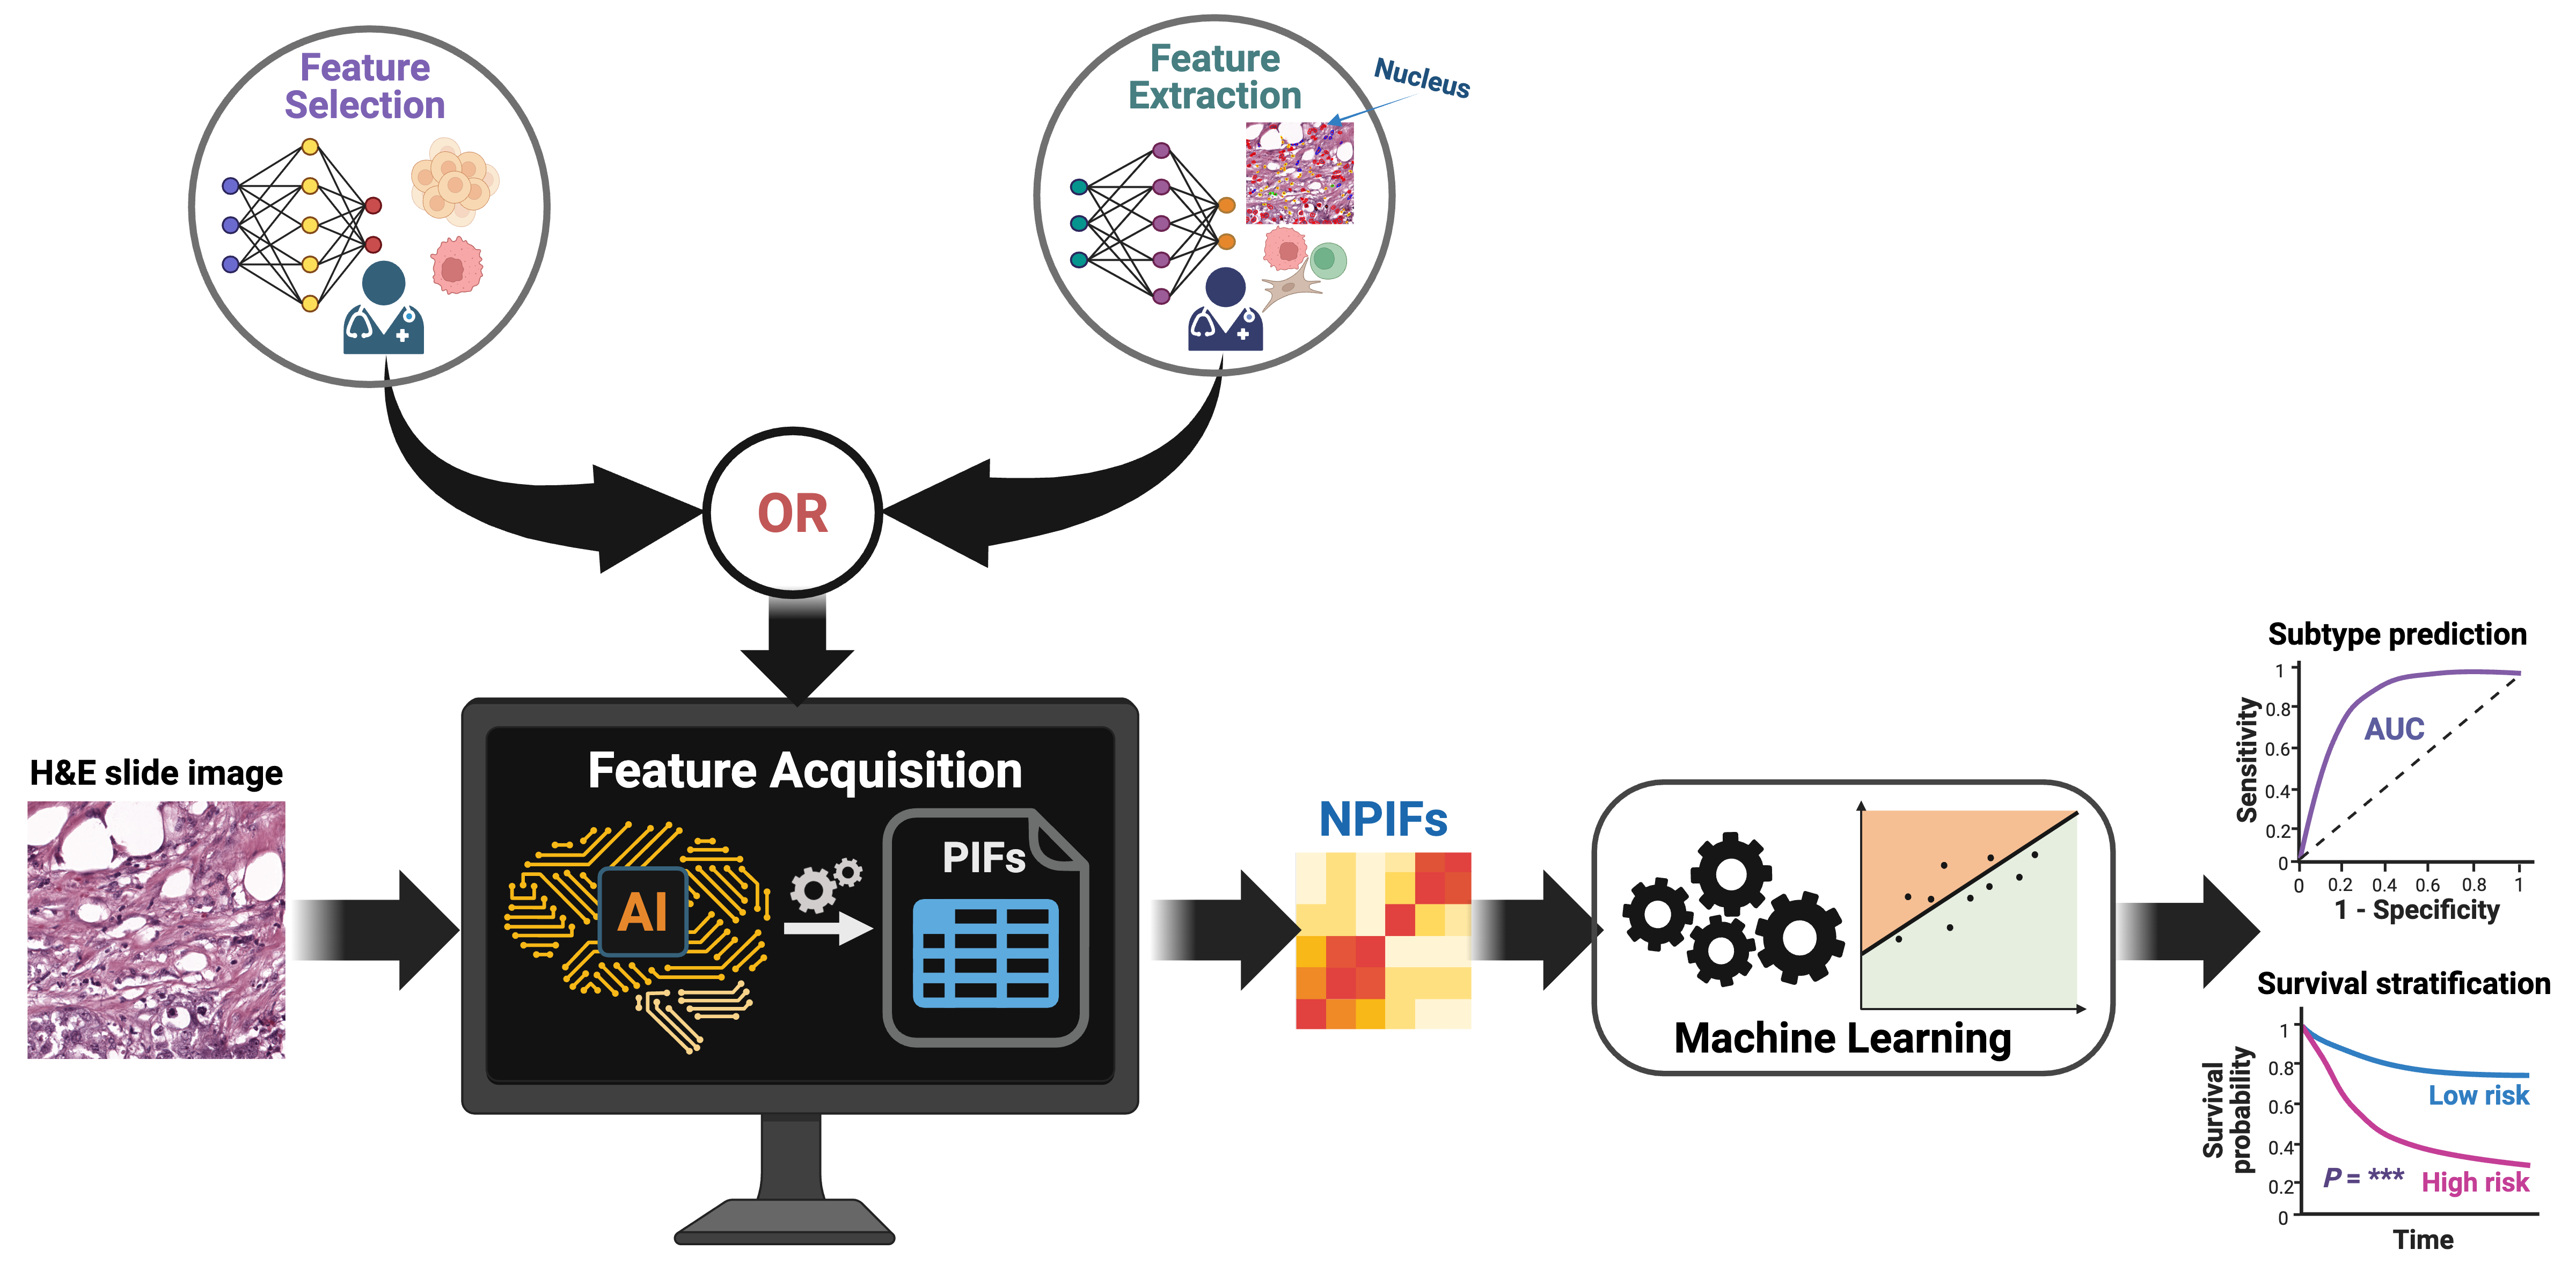 Feature
Selection
Feature
Extraction
Nucleus
OR
H&E slide image
Feature Acquisition
AI
PIFs
NPIFs
Machine Learning
Subtype prediction
Sensitivity
1
0.8
0.6
0.4
0.2
0
AUC
0 0.2 0.4 0.6 0.8 1
1 - Specificity
Survival stratification
Survival
probability
1
0.8
0.6
0.4
0.2
0
Low risk
P = ***
High risk
Time